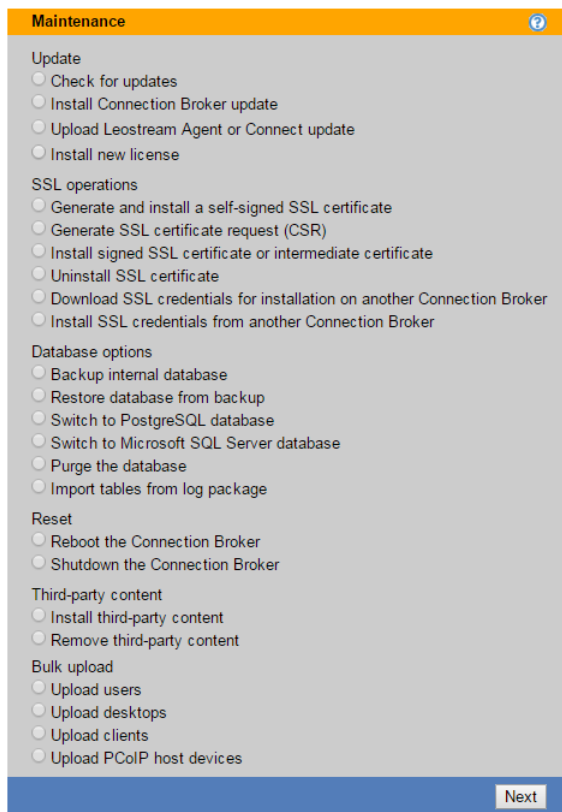 Maintenance ?
Update
Check for updates
Install Connection Broker update
Upload Leostream Agent or Connect update
Install new license
SSL operations
Generate and install a self-signed SSL certificate
Generate SSL certificate request (CSR)
Install signed SSL certificate or intermediate certificate
Uninstall SSL certificate
Download SSL credentials for installation on another Connection Broker
Install SSL credentials from another Connection Broker
Database options
Backup internal database
Restore database from backup
Switch to PostgreSQL database
Switch to Microsoft SQL Server database
Purge the database
Import tables from log package
Reset
Reboot the Connection Broker
Shutdown the Connection Broker
Third-party content
Install third-party content
Remove third-party content
Bulk upload
Upload users
Upload desktops
Upload clients
Upload PCoIP host devices
Next